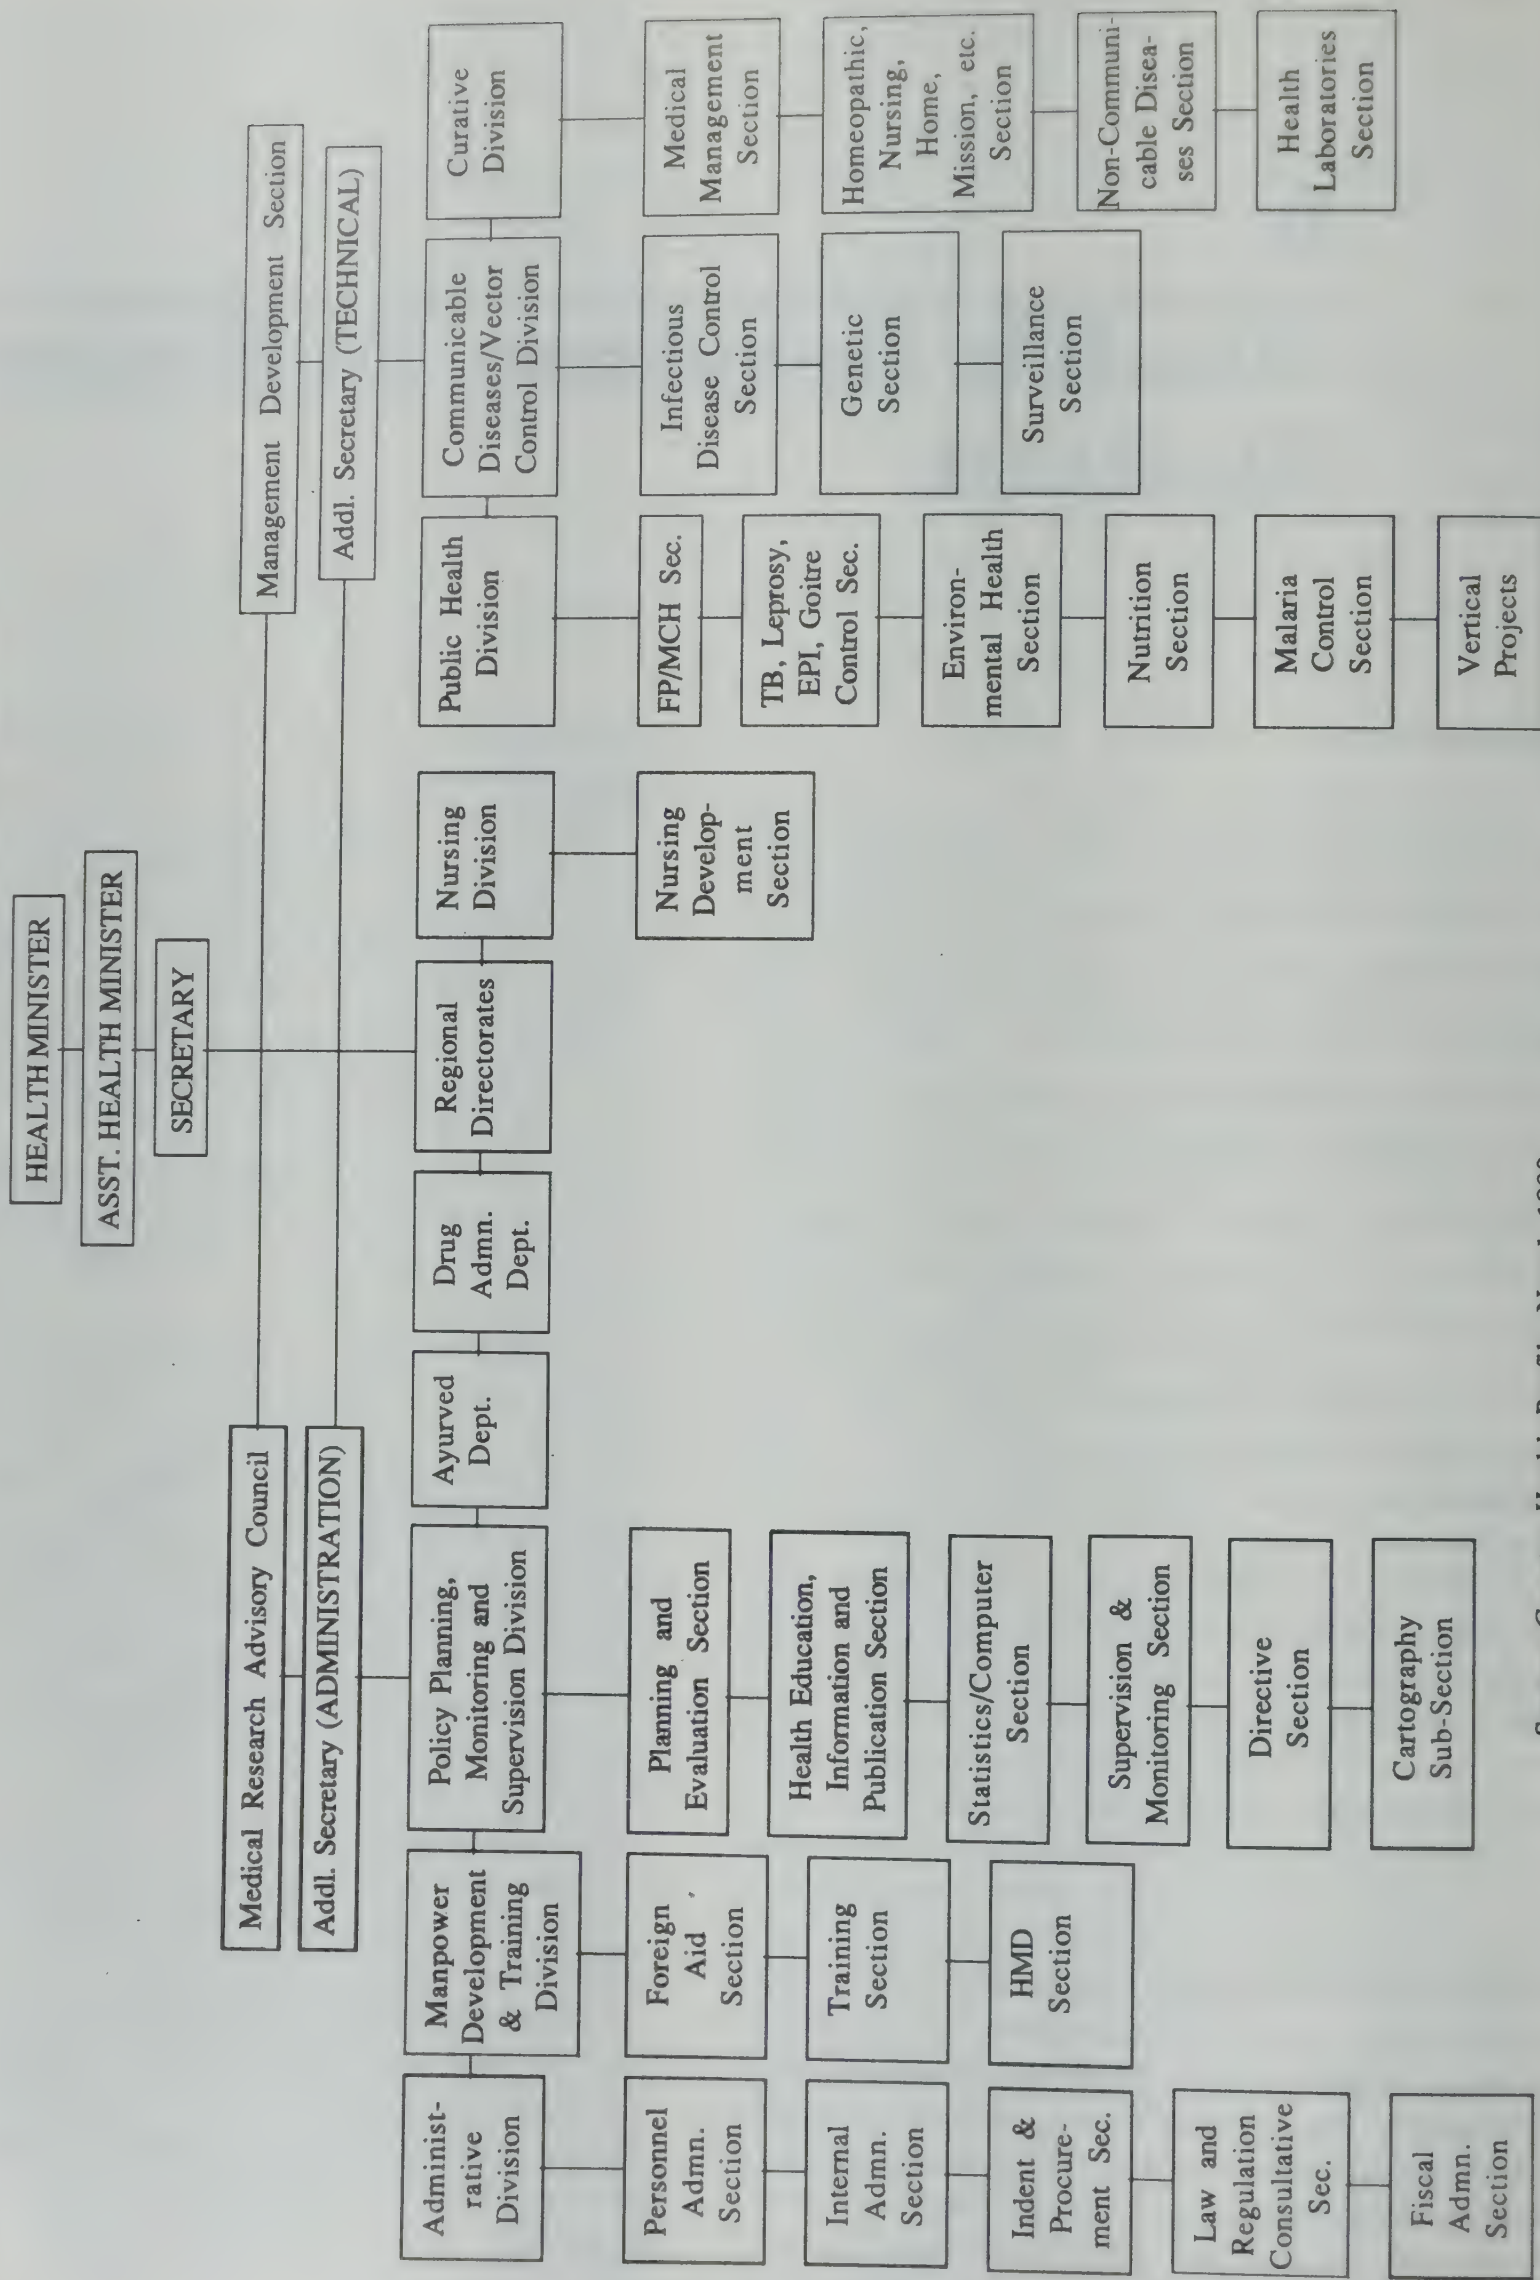 HEALTH MINISTER
ASST. HEALTH MINISTER
SECRETARY
Medical Research Advisory Council
Management Development Section
Addl. Secretary (ADMINISTRATION)
Addl. Secretary (TECHNICAL)
Administ-
rative
Division
Manpower
Development
& Training
Division
Policy Planning,
Monitoring and
Supervision Division
Ayurved
Dept.
Drug
Admn.
Dept.
Regional
Directorates
Nursing
Division
Public Health
Division
Communicable
Diseases/Vector
Control Division
Curative
Division
Personnel
Admn.
Section
Internal
Admn.
Section
Indent &
Procure-
ment Sec.
Law and
Regulation
Consultative
Sec.
Fiscal
Admn.
Section
Foreign
Aid
Section
Training
Section
HMD
Section
Planning and
Evaluation Section
Health Education,
Information and
Publication Section
Statistics/Computer
Section
Supervision &
Monitoring Section
Directive
Section
Cartography
Sub-Section
Nursing
Develop-
ment
Section
FP/MCH Sec.
TB, Leprosy,
EPI, Goitre
Control Sec.
Environ-
mental Health
Section
Nutrition
Section
Malaria
Control
Section
Vertical
Projects
Infectious
Disease Control
Section
Genetic
Section
Surveillance
Section
Medical
Management
Section
Homeopathic,
Nursing,
Home,
Mission, etc.
Section
Non-Communi-
cable Disea-
ses Section
Health
Laboratories
Section